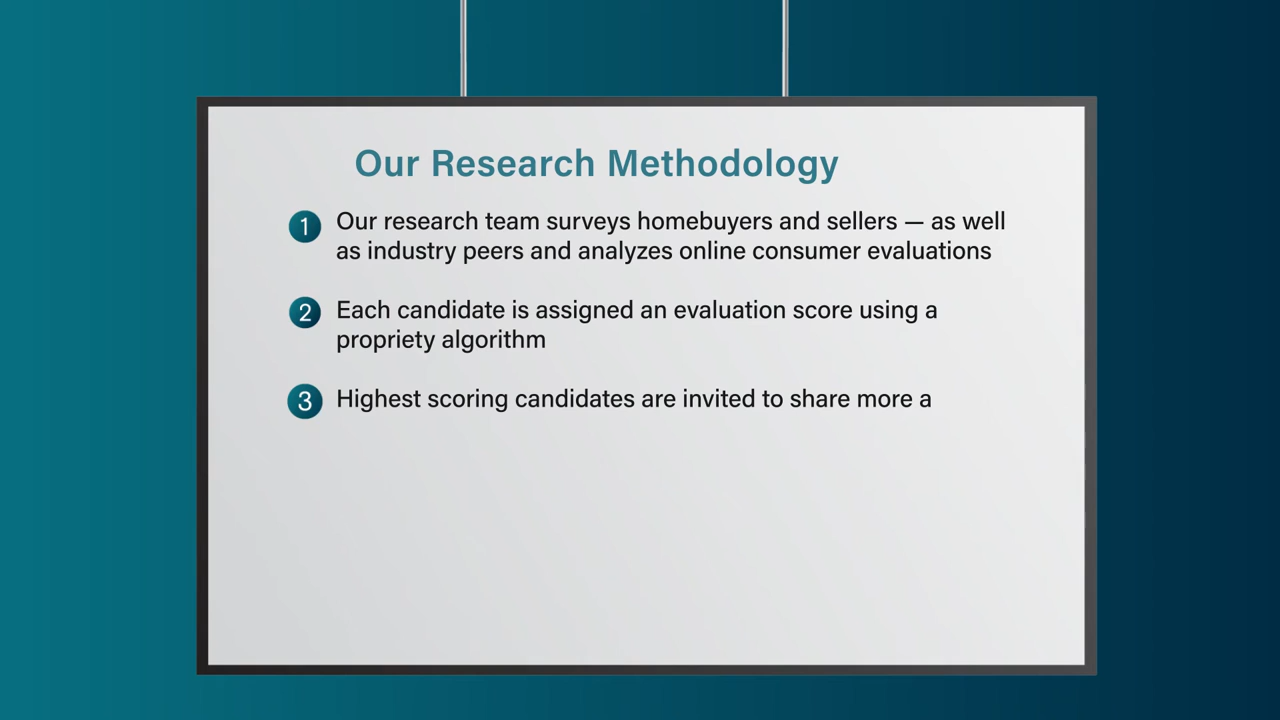 Our Research Methodology
1 Our research team surveys homebuyers and sellers — as well
as industry peers and analyzes online consumer evaluations
2 Each candidate is assigned an evaluation score using a
propriety algorithm
3 Highest scoring candidates are invited to share more a